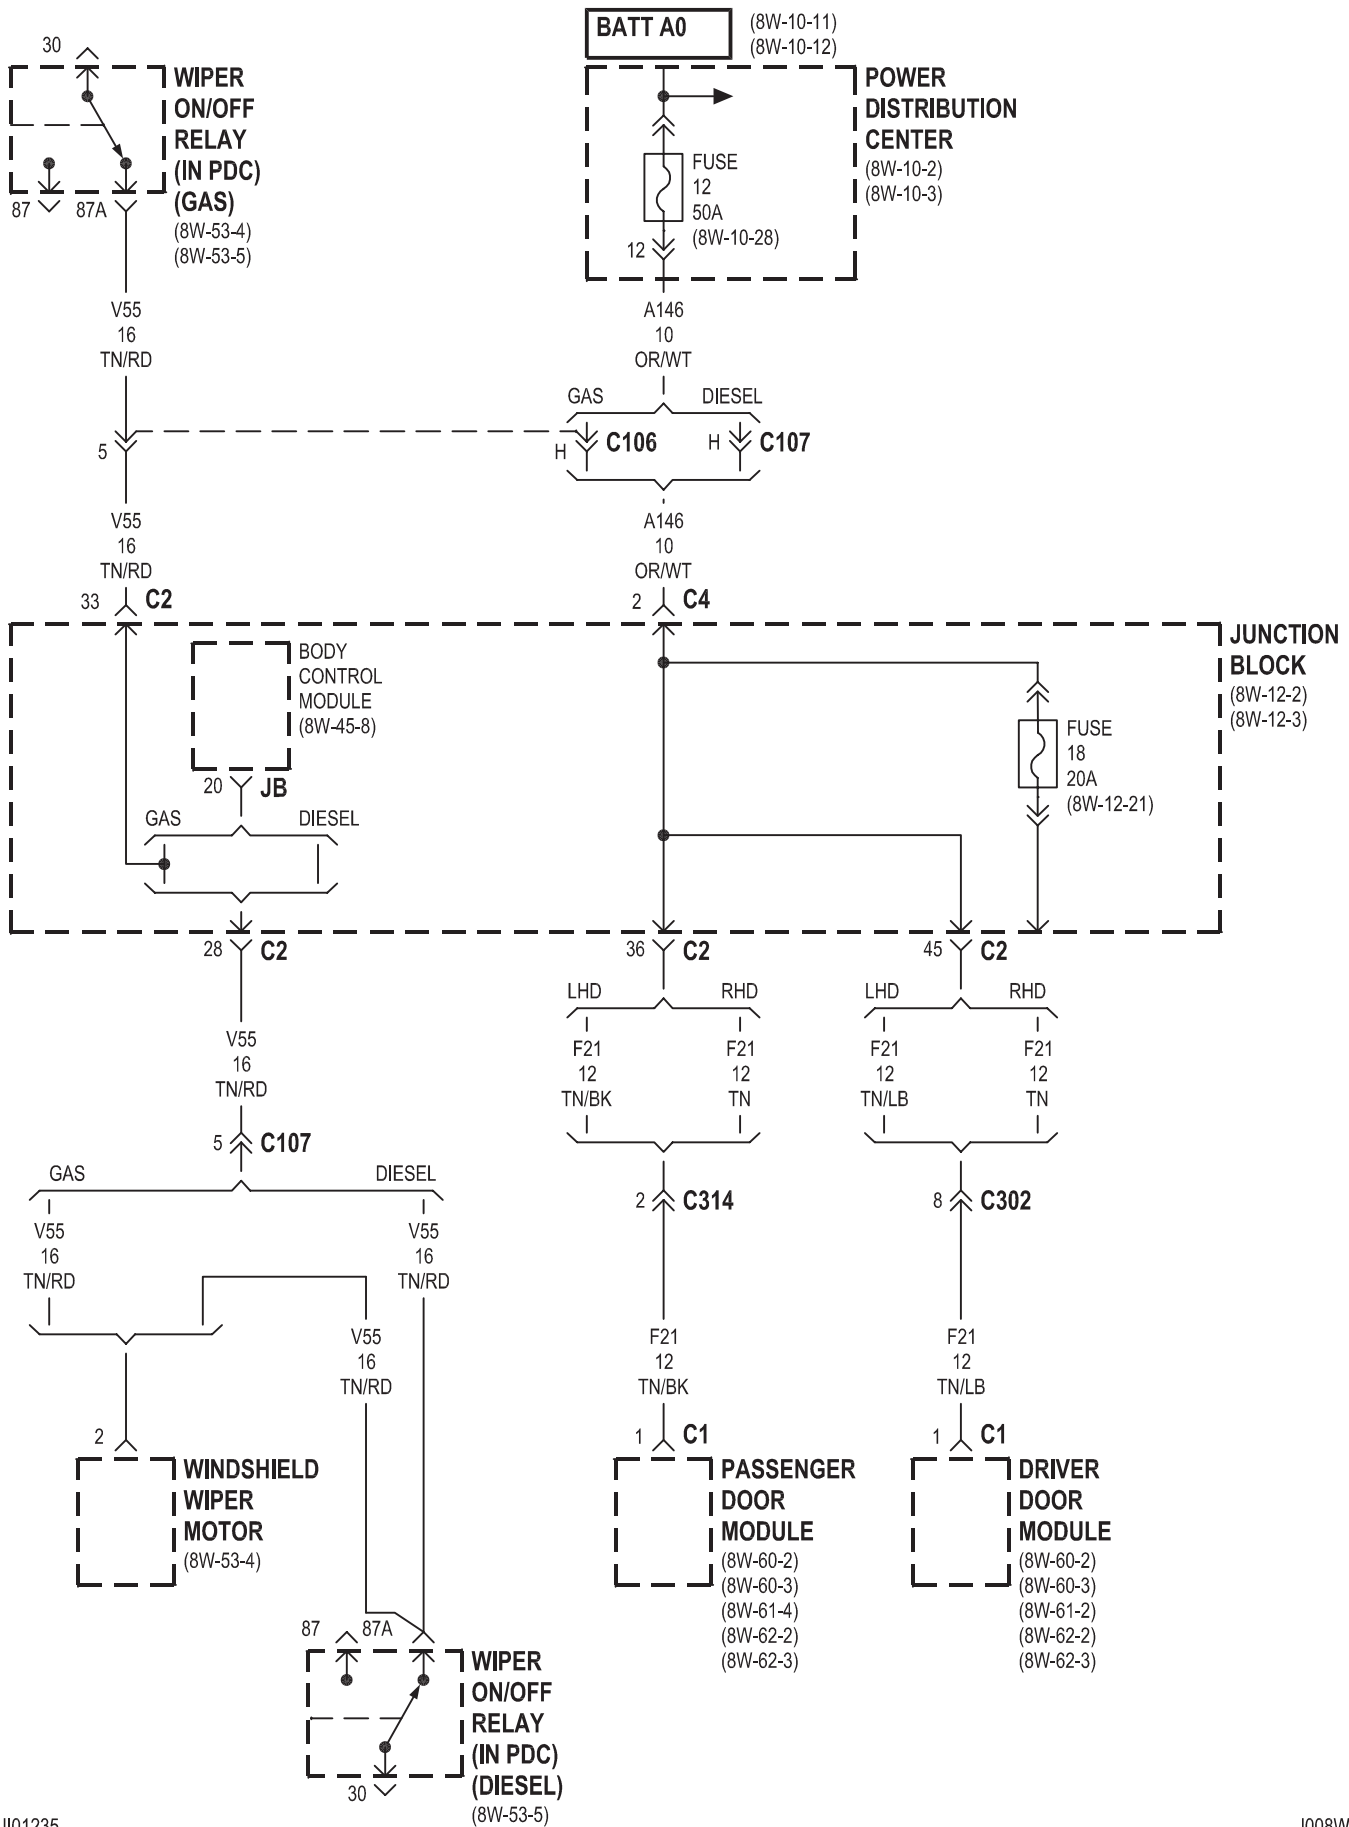 BATT A0
(8W-10-11)
(8W-10-12)
30
WIPER
ON/OFF
RELAY
(IN PDC)
(GAS)
(8W-53-4)
(8W-53-5)
87
87A
POWER
DISTRIBUTION
CENTER
(8W-10-2)
(8W-10-3)
FUSE
12
50A
(8W-10-28)
12
V55
16
TN/RD
A146
10
OR/WT
GAS
DIESEL
5
H
C106
H
C107
V55
16
TN/RD
A146
10
OR/WT
33
C2
2
C4
JUNCTION
BLOCK
(8W-12-2)
(8W-12-3)
BODY
CONTROL
MODULE
(8W-45-8)
20
JB
GAS
DIESEL
FUSE
18
20A
(8W-12-21)
28
C2
36
C2
45
C2
LHD
RHD
LHD
RHD
V55
16
TN/RD
F21
12
TN/BK
F21
12
TN
F21
12
TN/LB
F21
12
TN
5
C107
GAS
DIESEL
2
C314
8
C302
V55
16
TN/RD
V55
16
TN/RD
V55
16
TN/RD
F21
12
TN/BK
F21
12
TN/LB
2
WINDSHIELD
WIPER
MOTOR
(8W-53-4)
1
C1
PASSENGER
DOOR
MODULE
(8W-60-2)
(8W-60-3)
(8W-61-4)
(8W-62-2)
(8W-62-3)
1
C1
DRIVER
DOOR
MODULE
(8W-60-2)
(8W-60-3)
(8W-61-2)
(8W-62-2)
(8W-62-3)
87
87A
WIPER
ON/OFF
RELAY
(IN PDC)
(DIESEL)
(8W-53-5)
30